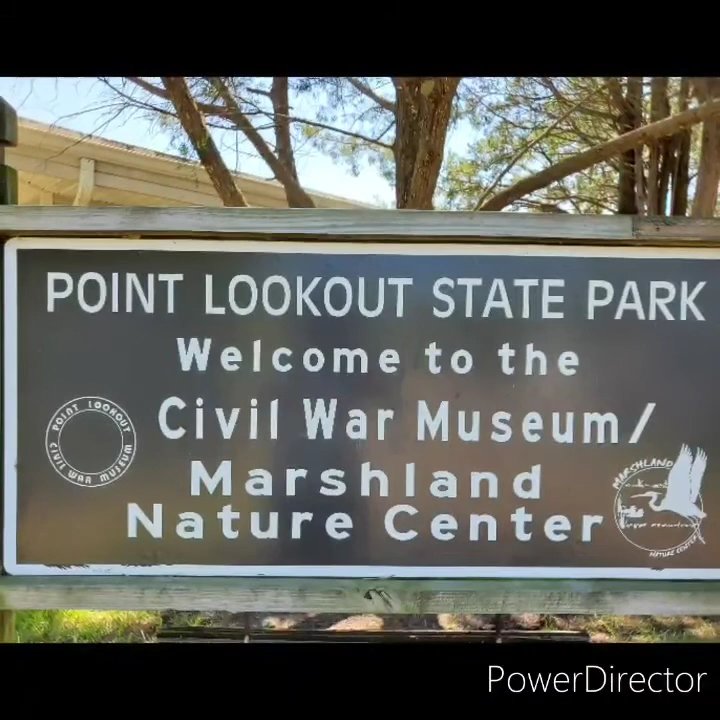 POINT LOOKOUT STATE PARK
Welcome to the
Civil War Museum/
Marshland
Nature Center
POINT LOOKOUT
CIVIL WAR MUSEUM
MARSHLAND
NATURE CENTER
PowerDirector